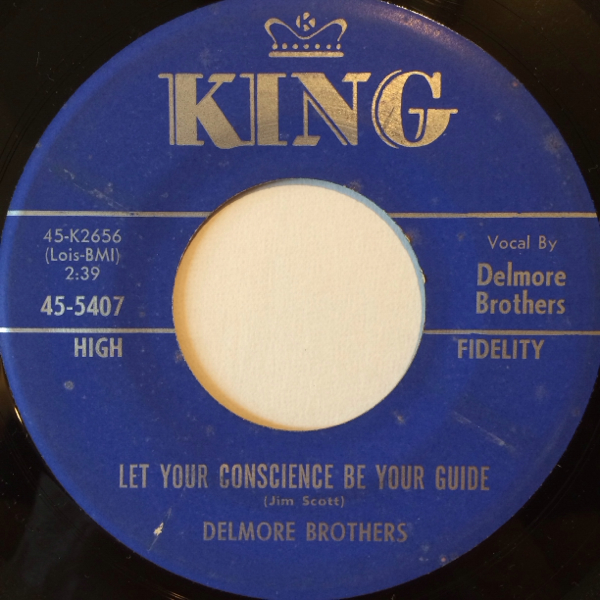 K
KING
45-K2656
(Lois-BMI)
2:39
45-5407
Vocal By
Delmore
Brothers
HIGH FIDELITY
LET YOUR CONSCIENCE BE YOUR GUIDE
(Jim Scott)
DELMORE BROTHERS